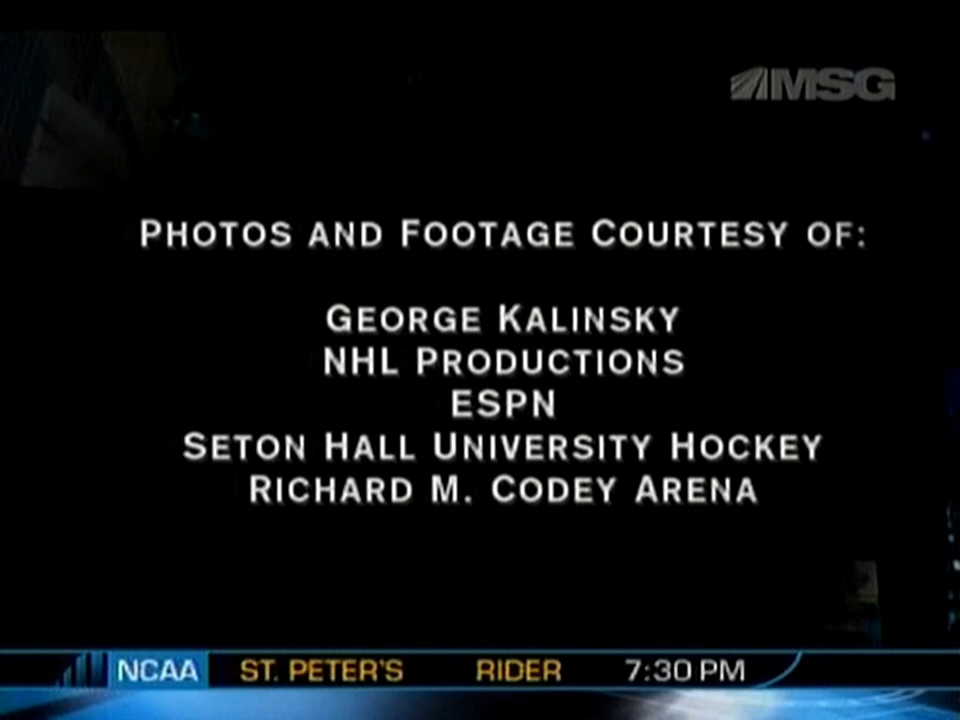 MSG
PHOTOS AND FOOTAGE COURTESY OF:
GEORGE KALINSKY
NHL PRODUCTIONS
ESPN
SETON HALL UNIVERSITY HOCKEY
RICHARD M. CODEY ARENA
NCAA ST. PETER'S RIDER 7:30 PM